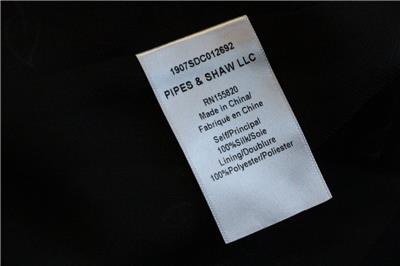 1907SDC012692
PIPES & SHAW LLC
RN155820
Made in China/
Fabriqué en Chine
Self/Principal
100%Silk/Soie
Lining/Doublure
100%Polyester/Poliester